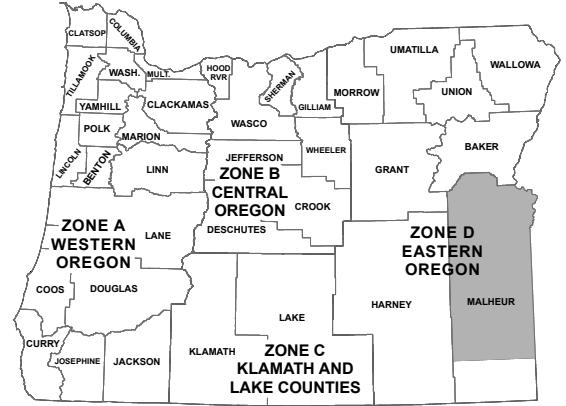 CLATSOP
COLUMBIA
TILLAMOOK
WASH.
MULT.
HOOD
RVR
SHERMAN
GILLIAM
MORROW
UMATILLA
UNION
WALLOWA
YAMHILL
CLACKAMAS
WASCO
POLK
MARION
LINCOLN
BENTON
LINN
JEFFERSON
WHEELER
GRANT
BAKER
ZONE B
CENTRAL
OREGON
CROOK
DESCHUTES
ZONE A
WESTERN
OREGON
LANE
ZONE D
EASTERN
OREGON
COOS
DOUGLAS
HARNEY
MALHEUR
LAKE
CURRY
JOSEPHINE
JACKSON
KLAMATH
ZONE C
KLAMATH AND
LAKE COUNTIES